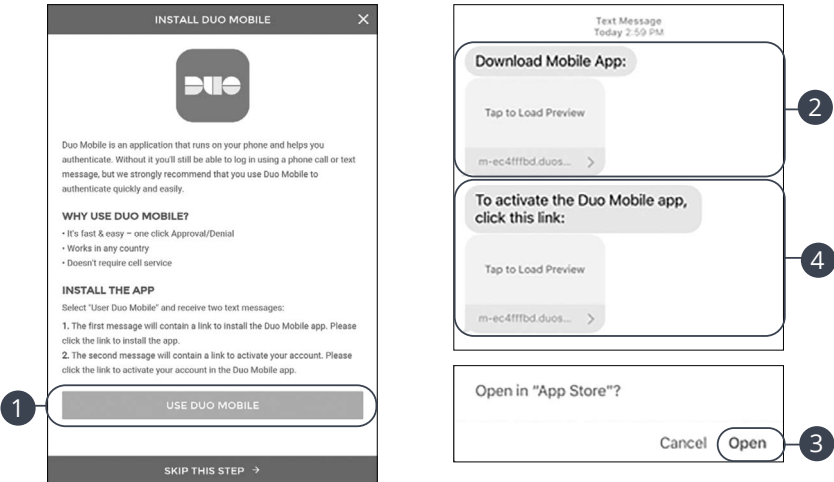 INSTALL DUO MOBILE
DUO
Duo Mobile is an application that runs on your phone and helps you
authenticate. Without it you'll still be able to log in using a phone call or text
message, but we strongly recommend that you use Duo Mobile to
authenticate quickly and easily.
WHY USE DUO MOBILE?
• It's fast & easy – one click Approval/Denial
• Works in any country
• Doesn't require cell service
INSTALL THE APP
Select "User Duo Mobile" and receive two text messages:
1. The first message will contain a link to install the Duo Mobile app. Please
click the link to install the app.
2. The second message will contain a link to activate your account. Please
click the link to activate your account in the Duo Mobile app.
1
USE DUO MOBILE
SKIP THIS STEP →
Text Message
Today 2:59 PM
Download Mobile App:
Tap to Load Preview
m-ec4fffbd.duos...
2
To activate the Duo Mobile app,
click this link:
Tap to Load Preview
m-ec4fffbd.duos...
4
Open in "App Store"?
Cancel Open
3